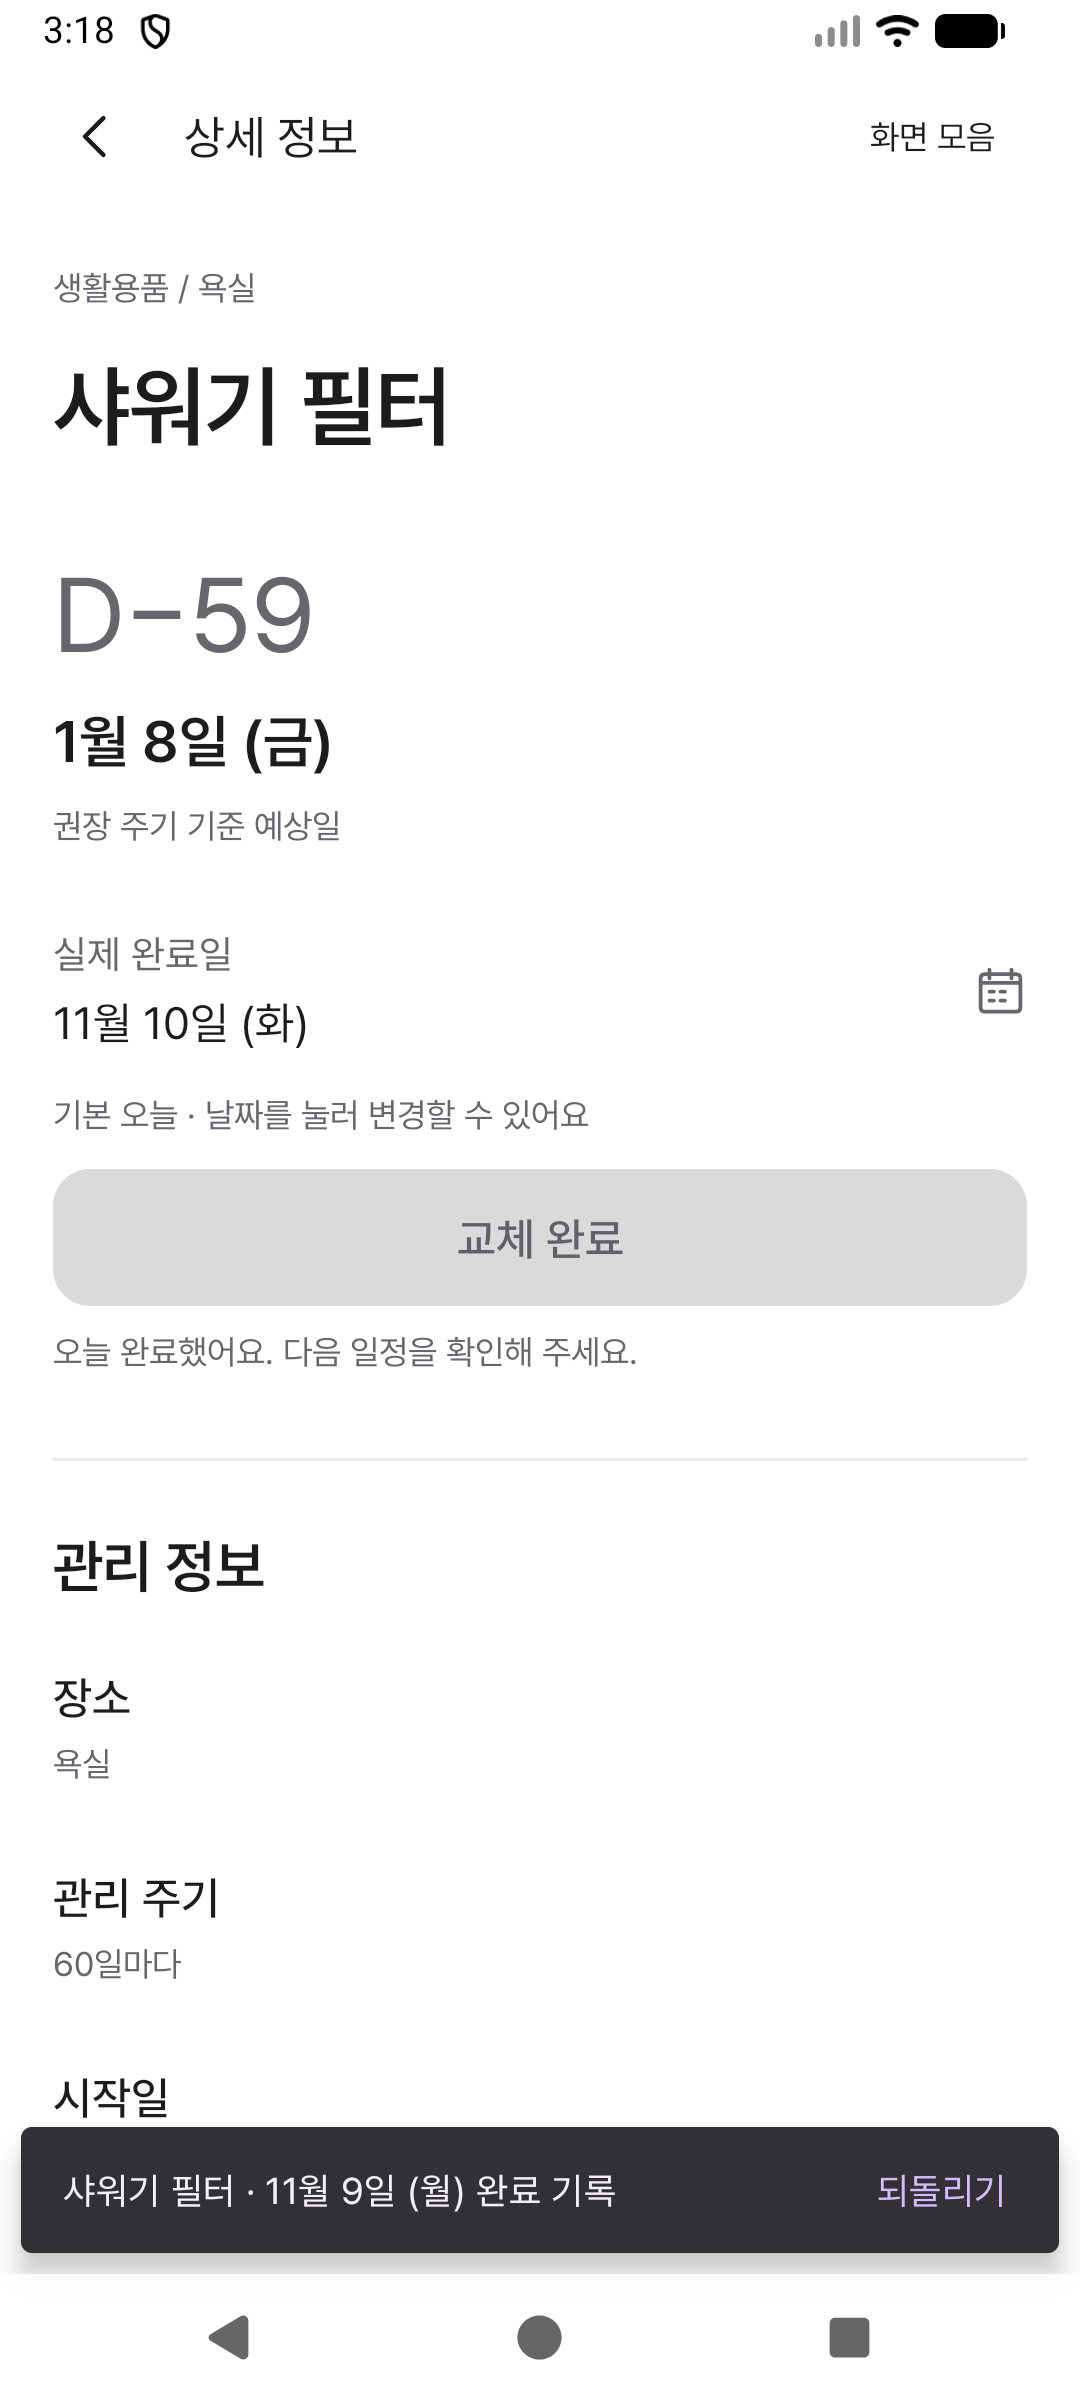 3:18
상세 정보
화면 모음
생활용품 / 욕실
샤워기 필터
D-59
1월 8일 (금)
권장 주기 기준 예상일
실제 완료일
11월 10일 (화)
기본 오늘 · 날짜를 눌러 변경할 수 있어요
교체 완료
오늘 완료했어요. 다음 일정을 확인해 주세요.
관리 정보
장소
욕실
관리 주기
60일마다
시작일
샤워기 필터 · 11월 9일 (월) 완료 기록
되돌리기